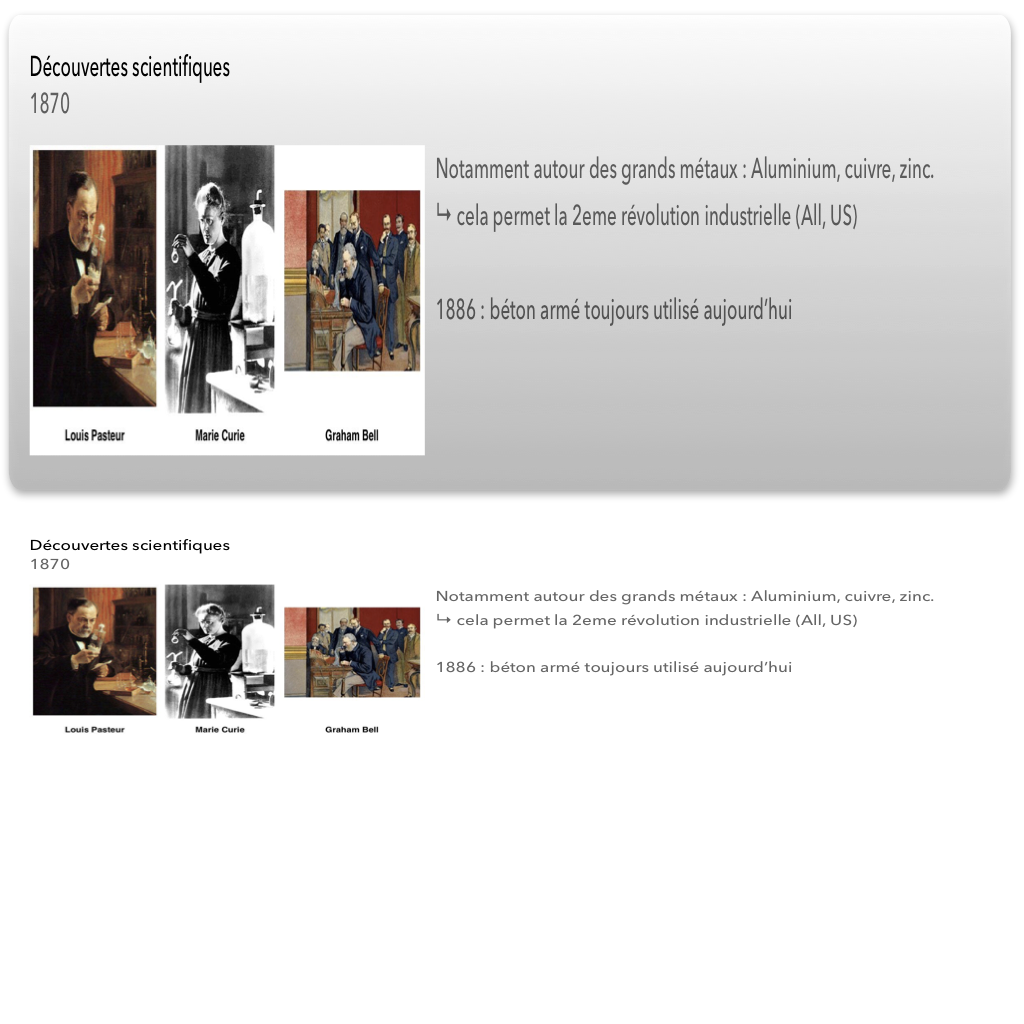 Découvertes scientifiques
1870
Notamment autour des grands métaux : Aluminium, cuivre, zinc.
↳ cela permet la 2eme révolution industrielle (All, US)
1886 : béton armé toujours utilisé aujourd’hui
Louis Pasteur Marie Curie Graham Bell
Découvertes scientifiques
1870
Notamment autour des grands métaux : Aluminium, cuivre, zinc.
↳ cela permet la 2eme révolution industrielle (All, US)
1886 : béton armé toujours utilisé aujourd’hui
Louis Pasteur Marie Curie Graham Bell